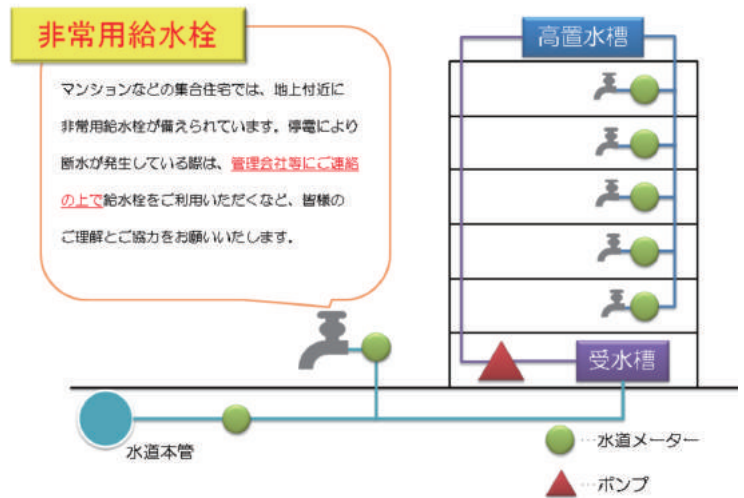 非常用給水栓
マンションなどの集合住宅では、地上付近に
非常用給水栓が備えられています。停電により
断水が発生している際は、管理会社等にご連絡
の上で給水栓をご利用いただくなど、皆様の
ご理解とご協力をお願いいたします。
高置水槽
受水槽
水道本管
…水道メーター
…ポンプ